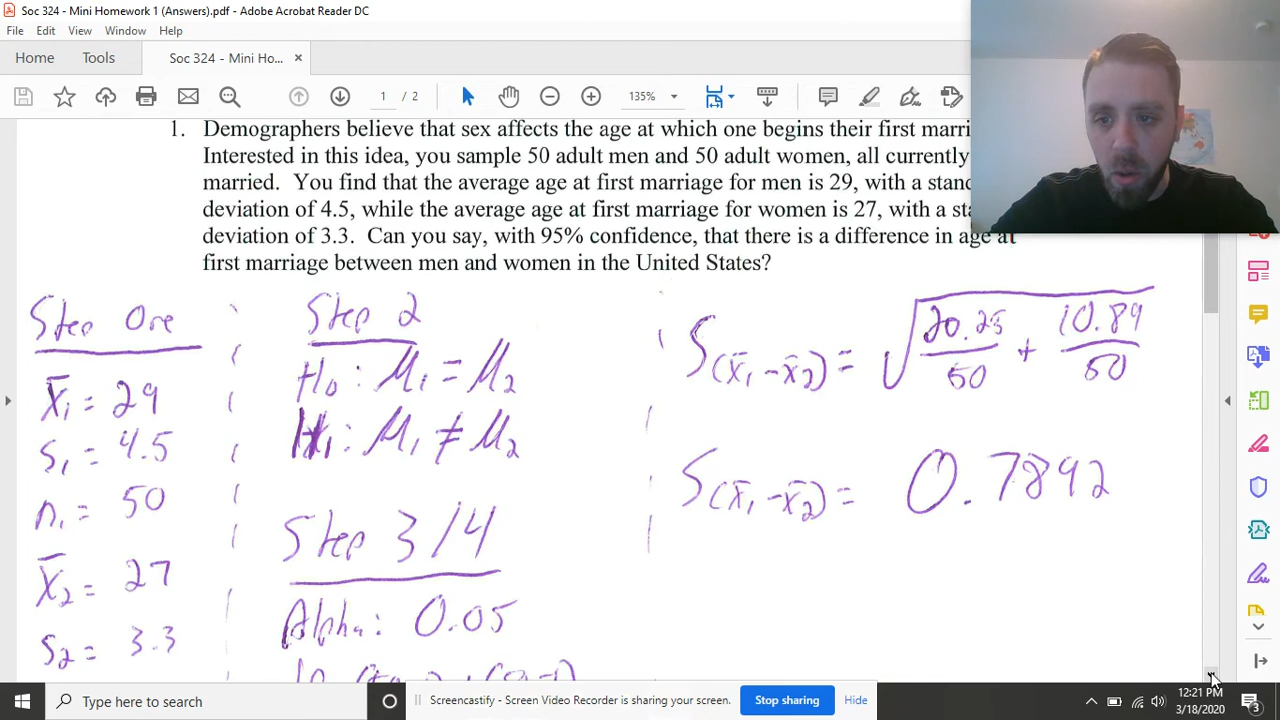 Soc 324 - Mini Homework 1 (Answers).pdf - Adobe Acrobat Reader DC
File Edit View Window Help
Home Tools Soc 324 - Mini Ho... ×
1 / 2 135%
1. Demographers believe that sex affects the age at which one begins their first marri
Interested in this idea, you sample 50 adult men and 50 adult women, all currently
married. You find that the average age at first marriage for men is 29, with a stand
deviation of 4.5, while the average age at first marriage for women is 27, with a sta
deviation of 3.3. Can you say, with 95% confidence, that there is a difference in age at
first marriage between men and women in the United States?
Step One
x̄₁ = 29
s₁ = 4.5
n₁ = 50
x̄₂ = 27
s₂ = 3.3
Step 2
H₀: μ₁ = μ₂
H₁: μ₁ ≠ μ₂
Step 3/4
Alpha: 0.05
S(x̄₁ - x̄₂) = √(20.25/50 + 10.89/50)
S(x̄₁ - x̄₂) = 0.7892
Type here to search
Screencastify - Screen Video Recorder is sharing your screen. Stop sharing Hide
12:21 PM
3/18/2020
3